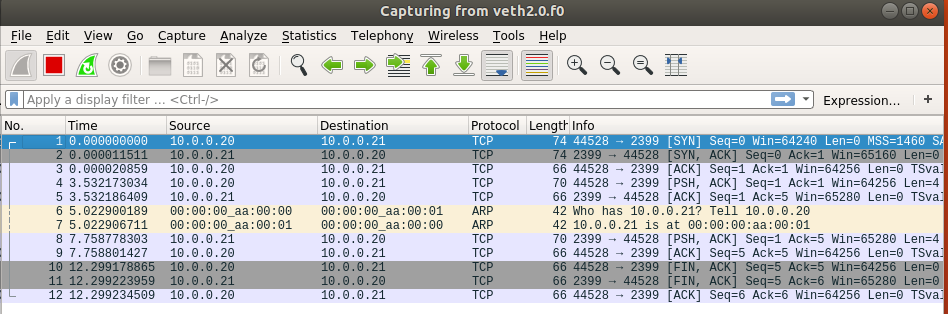 Capturing from veth2.0.f0
File Edit View Go Capture Analyze Statistics Telephony Wireless Tools Help
Apply a display filter ... <Ctrl-/> Expression… +
No. Time Source Destination Protocol Length Info
1 0.000000000 10.0.0.20 10.0.0.21 TCP 74 44528 → 2399 [SYN] Seq=0 Win=64240 Len=0 MSS=1460 SA
2 0.000011511 10.0.0.21 10.0.0.20 TCP 74 2399 → 44528 [SYN, ACK] Seq=0 Ack=1 Win=65160 Len=0
3 0.000020859 10.0.0.20 10.0.0.21 TCP 66 44528 → 2399 [ACK] Seq=1 Ack=1 Win=64256 Len=0 TSval
4 3.532173034 10.0.0.20 10.0.0.21 TCP 70 44528 → 2399 [PSH, ACK] Seq=1 Ack=1 Win=64256 Len=4
5 3.532186409 10.0.0.21 10.0.0.20 TCP 66 2399 → 44528 [ACK] Seq=1 Ack=5 Win=65280 Len=0 TSval
6 5.022900189 00:00:00_aa:00:00 00:00:00_aa:00:01 ARP 42 Who has 10.0.0.21? Tell 10.0.0.20
7 5.022906711 00:00:00_aa:00:01 00:00:00_aa:00:00 ARP 42 10.0.0.21 is at 00:00:00:aa:00:01
8 7.758778303 10.0.0.21 10.0.0.20 TCP 70 2399 → 44528 [PSH, ACK] Seq=1 Ack=5 Win=65280 Len=4
9 7.758801427 10.0.0.20 10.0.0.21 TCP 66 44528 → 2399 [ACK] Seq=5 Ack=5 Win=64256 Len=0 TSval
10 12.299178865 10.0.0.20 10.0.0.21 TCP 66 44528 → 2399 [FIN, ACK] Seq=5 Ack=5 Win=64256 Len=0
11 12.299223959 10.0.0.21 10.0.0.20 TCP 66 2399 → 44528 [FIN, ACK] Seq=5 Ack=6 Win=65280 Len=0
12 12.299234509 10.0.0.20 10.0.0.21 TCP 66 44528 → 2399 [ACK] Seq=6 Ack=6 Win=64256 Len=0 TSval